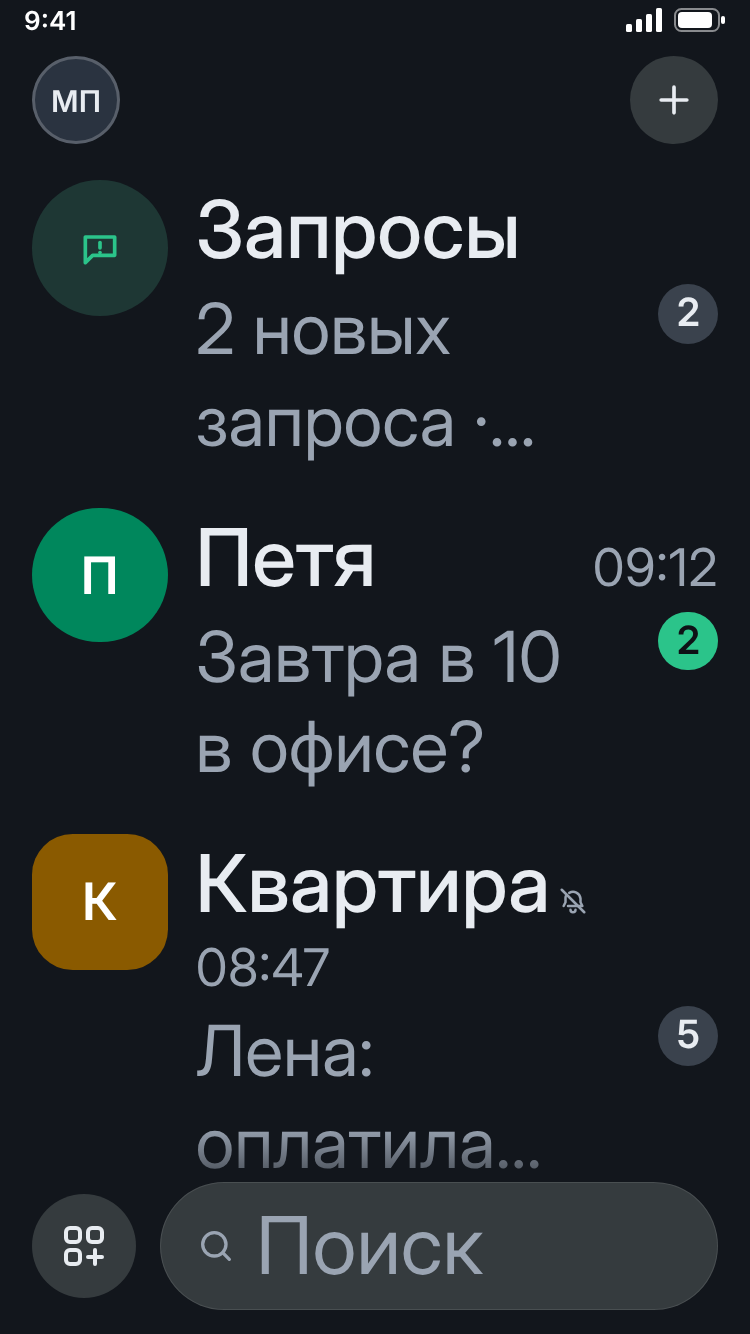 9:41
МП
Запросы
2 новых
2
запроса ·...
П
Петя
09:12
Завтра в 10
2
в офисе?
К
Квартира
08:47
Лена:
5
оплатила...
Поиск